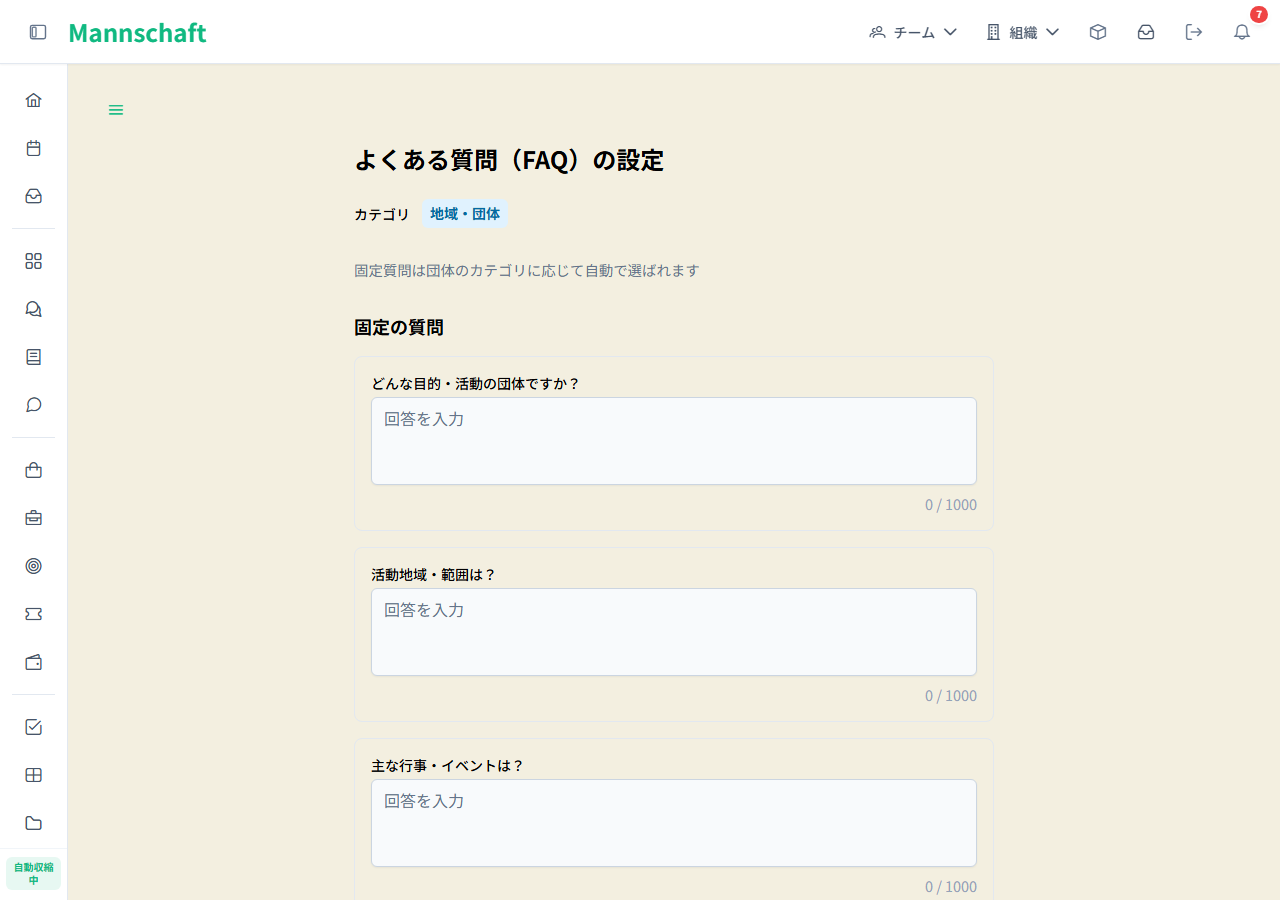 Mannschaft
チーム
組織
7
よくある質問（FAQ）の設定
カテゴリ
地域・団体
固定質問は団体のカテゴリに応じて自動で選ばれます
固定の質問
どんな目的・活動の団体ですか？
回答を入力
0 / 1000
活動地域・範囲は？
回答を入力
0 / 1000
主な行事・イベントは？
回答を入力
0 / 1000
自動収縮
中